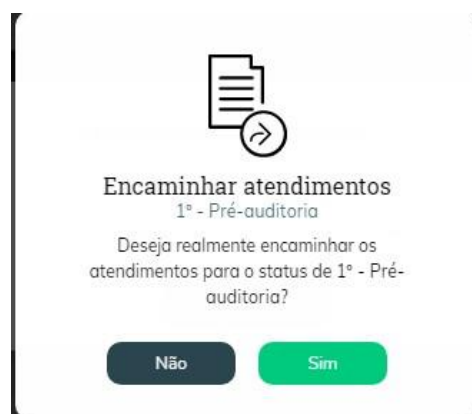 Encaminhar atendimentos
1º - Pré-auditoria
Deseja realmente encaminhar os
atendimentos para o status de 1º - Pré-
auditoria?
Não
Sim